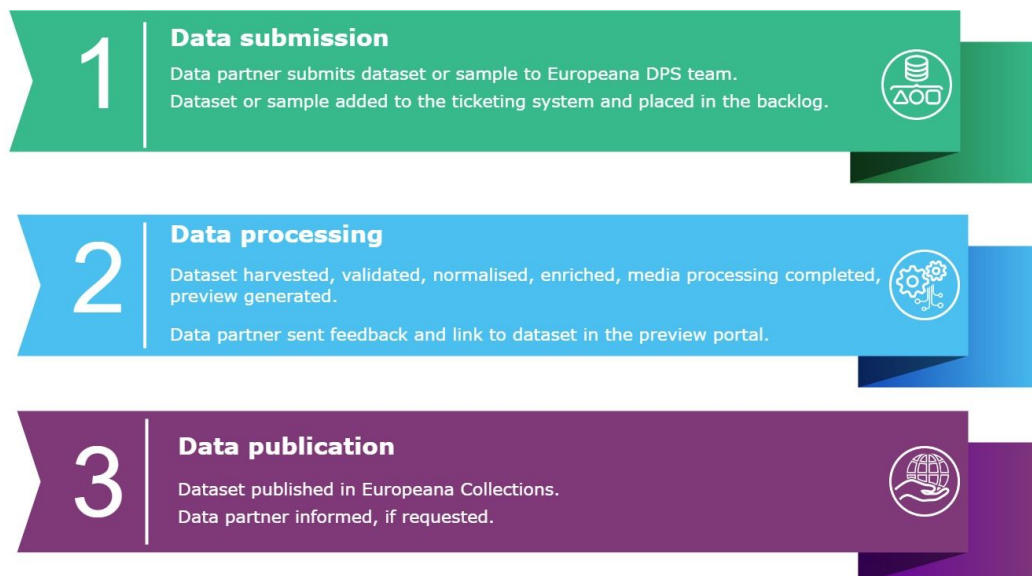 1
Data submission
Data partner submits dataset or sample to Europeana DPS team.
Dataset or sample added to the ticketing system and placed in the backlog.
2
Data processing
Dataset harvested, validated, normalised, enriched, media processing completed,
preview generated.
Data partner sent feedback and link to dataset in the preview portal.
3
Data publication
Dataset published in Europeana Collections.
Data partner informed, if requested.